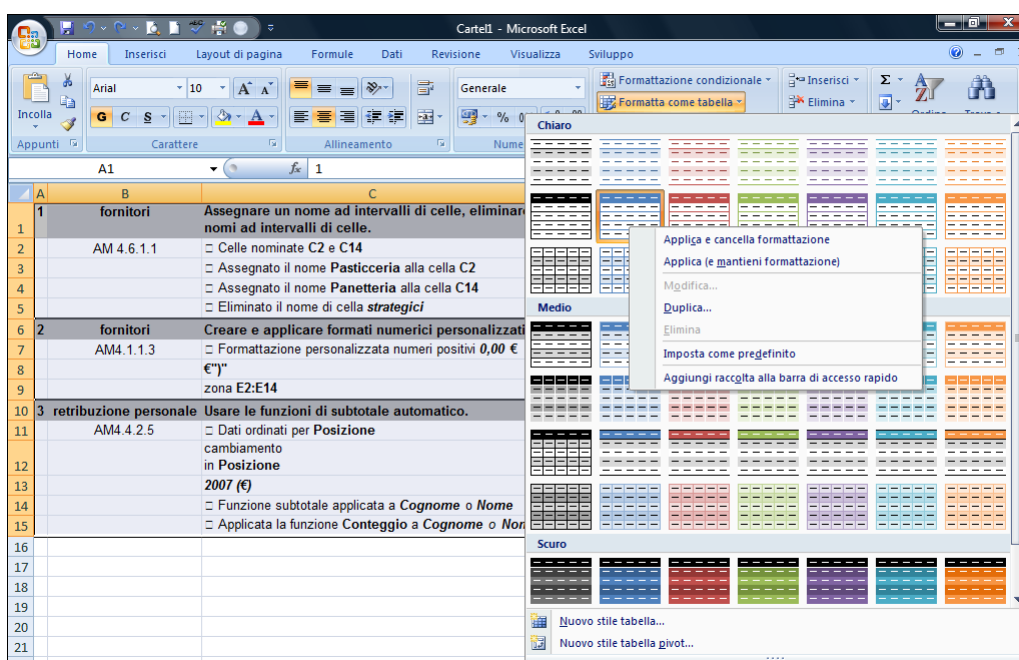 Cartel1 - Microsoft Excel
Home Inserisci Layout di pagina Formule Dati Revisione Visualizza Sviluppo
Incolla
Arial 10
G C S
Generale
Formattazione condizionale
Formatta come tabella
Inserisci
Elimina
Appunti Carattere Allineamento
A1 fx 1
A B C
1 1 fornitori Assegnare un nome ad intervalli di celle, eliminare
nomi ad intervalli di celle.
2 AM 4.6.1.1 □ Celle nominate C2 e C14
3 □ Assegnato il nome Pasticceria alla cella C2
4 □ Assegnato il nome Panetteria alla cella C14
5 □ Eliminato il nome di cella strategici
6 2 fornitori Creare e applicare formati numerici personalizzati
7 AM4.1.1.3 □ Formattazione personalizzata numeri positivi 0,00 €
8 €")"
9 zona E2:E14
10 3 retribuzione personale Usare le funzioni di subtotale automatico.
11 AM4.4.2.5 □ Dati ordinati per Posizione
cambiamento
12 in Posizione
13 2007 (€)
14 □ Funzione subtotale applicata a Cognome o Nome
15 □ Applicata la funzione Conteggio a Cognome o
16
17
18
19
20
21
Chiaro
Applica e cancella formattazione
Applica (e mantieni formattazione)
Modifica...
Duplica...
Elimina
Imposta come predefinito
Aggiungi raccolta alla barra di accesso rapido
Medio
Scuro
Nuovo stile tabella...
Nuovo stile tabella pivot...